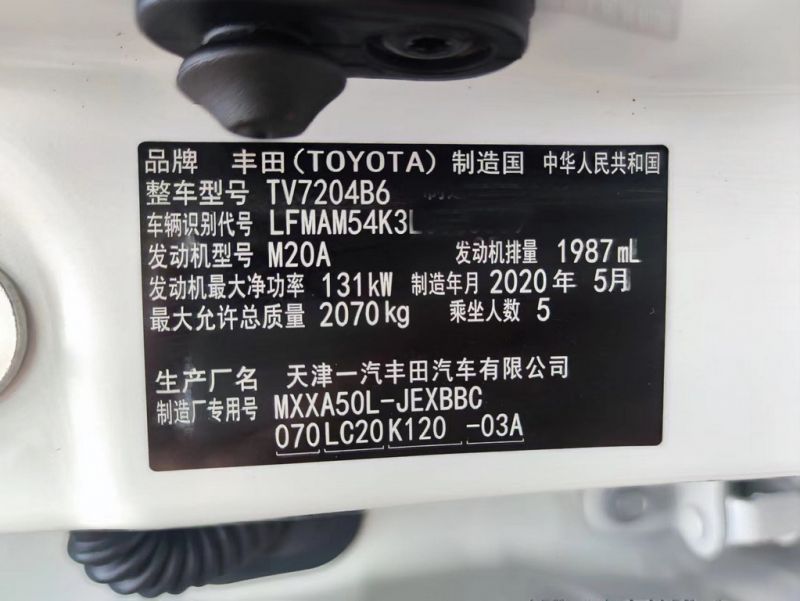 品牌 丰田(TOYOTA) 制造国 中华人民共和国
整车型号 TV7204B6
车辆识别代号 LFMAM54K3L
发动机型号 M20A 发动机排量 1987mL
发动机最大净功率 131kW 制造年月 2020年 5月
最大允许总质量 2070kg 乘坐人数 5
生产厂名 天津一汽丰田汽车有限公司
制造厂专用号 MXXA50L-JEXBBC
070LC20K120 -03A